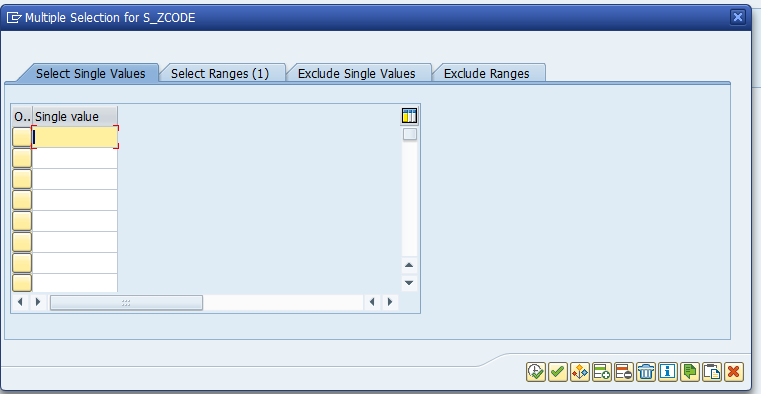 Multiple Selection for S_ZCODE
Select Single Values Select Ranges (1) Exclude Single Values Exclude Ranges
O.. Single value